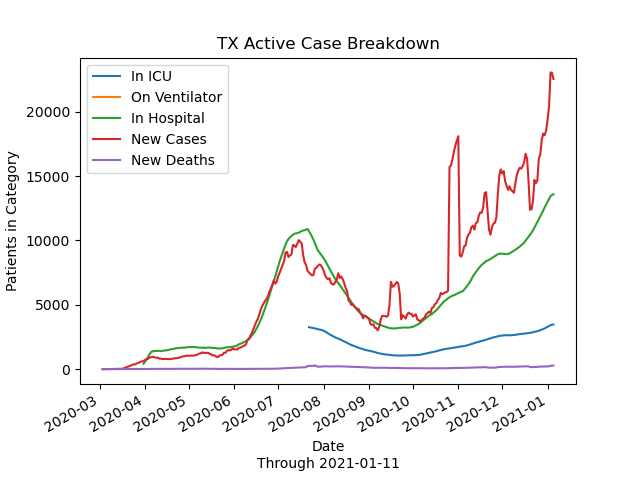 TX Active Case Breakdown
In ICU
On Ventilator
In Hospital
New Cases
New Deaths
Patients in Category
20000
15000
10000
5000
0
2020-03
2020-04
2020-05
2020-06
2020-07
2020-08
2020-09
2020-10
2020-11
2020-12
2021-01
Date
Through 2021-01-11